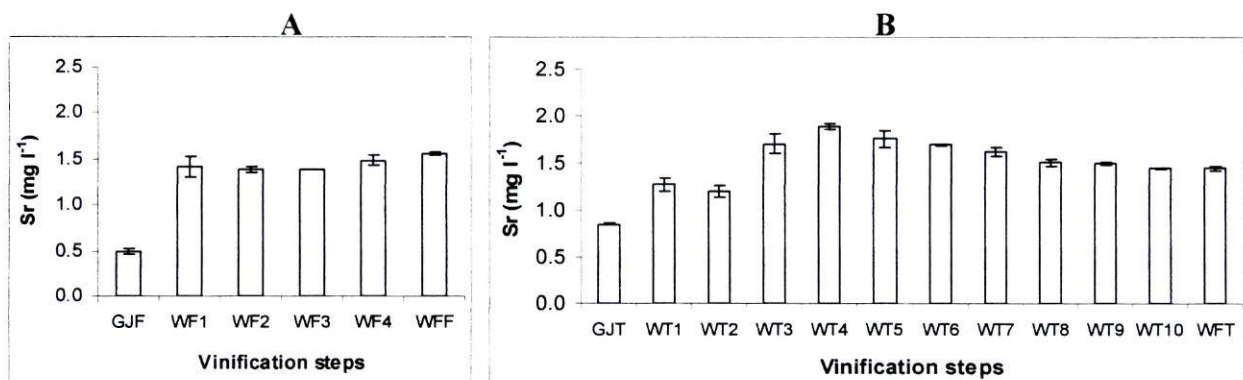 A
2.5
2.0
1.5
1.0
0.5
0.0
Sr (mg l⁻¹)
GJF WF1 WF2 WF3 WF4 WFF
Vinification steps
B
2.5
2.0
1.5
1.0
0.5
0.0
Sr (mg l⁻¹)
GJT WT1 WT2 WT3 WT4 WT5 WT6 WT7 WT8 WT9 WT10 WFT
Vinification steps